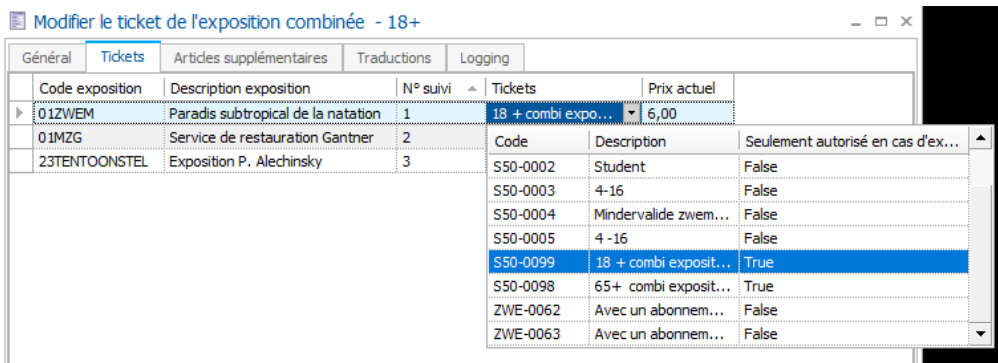 Modifier le ticket de l'exposition combinée - 18+
Général Tickets Articles supplémentaires Traductions Logging
Code exposition Description exposition N° suivi Tickets Prix actuel
01ZWEM Paradis subtropical de la natation 1 18 + combi expo... 6,00
01MZG Service de restauration Gantner 2
23TENTOONSTEL Exposition P. Alechinsky 3
Code Description Seulement autorisé en cas d'ex...
S50-0002 Student False
S50-0003 4-16 False
S50-0004 Mindervalide zwem... False
S50-0005 4 -16 False
S50-0099 18 + combi exposit... True
S50-0098 65+ combi exposit... True
ZWE-0062 Avec un abonnem... False
ZWE-0063 Avec un abonnem... False